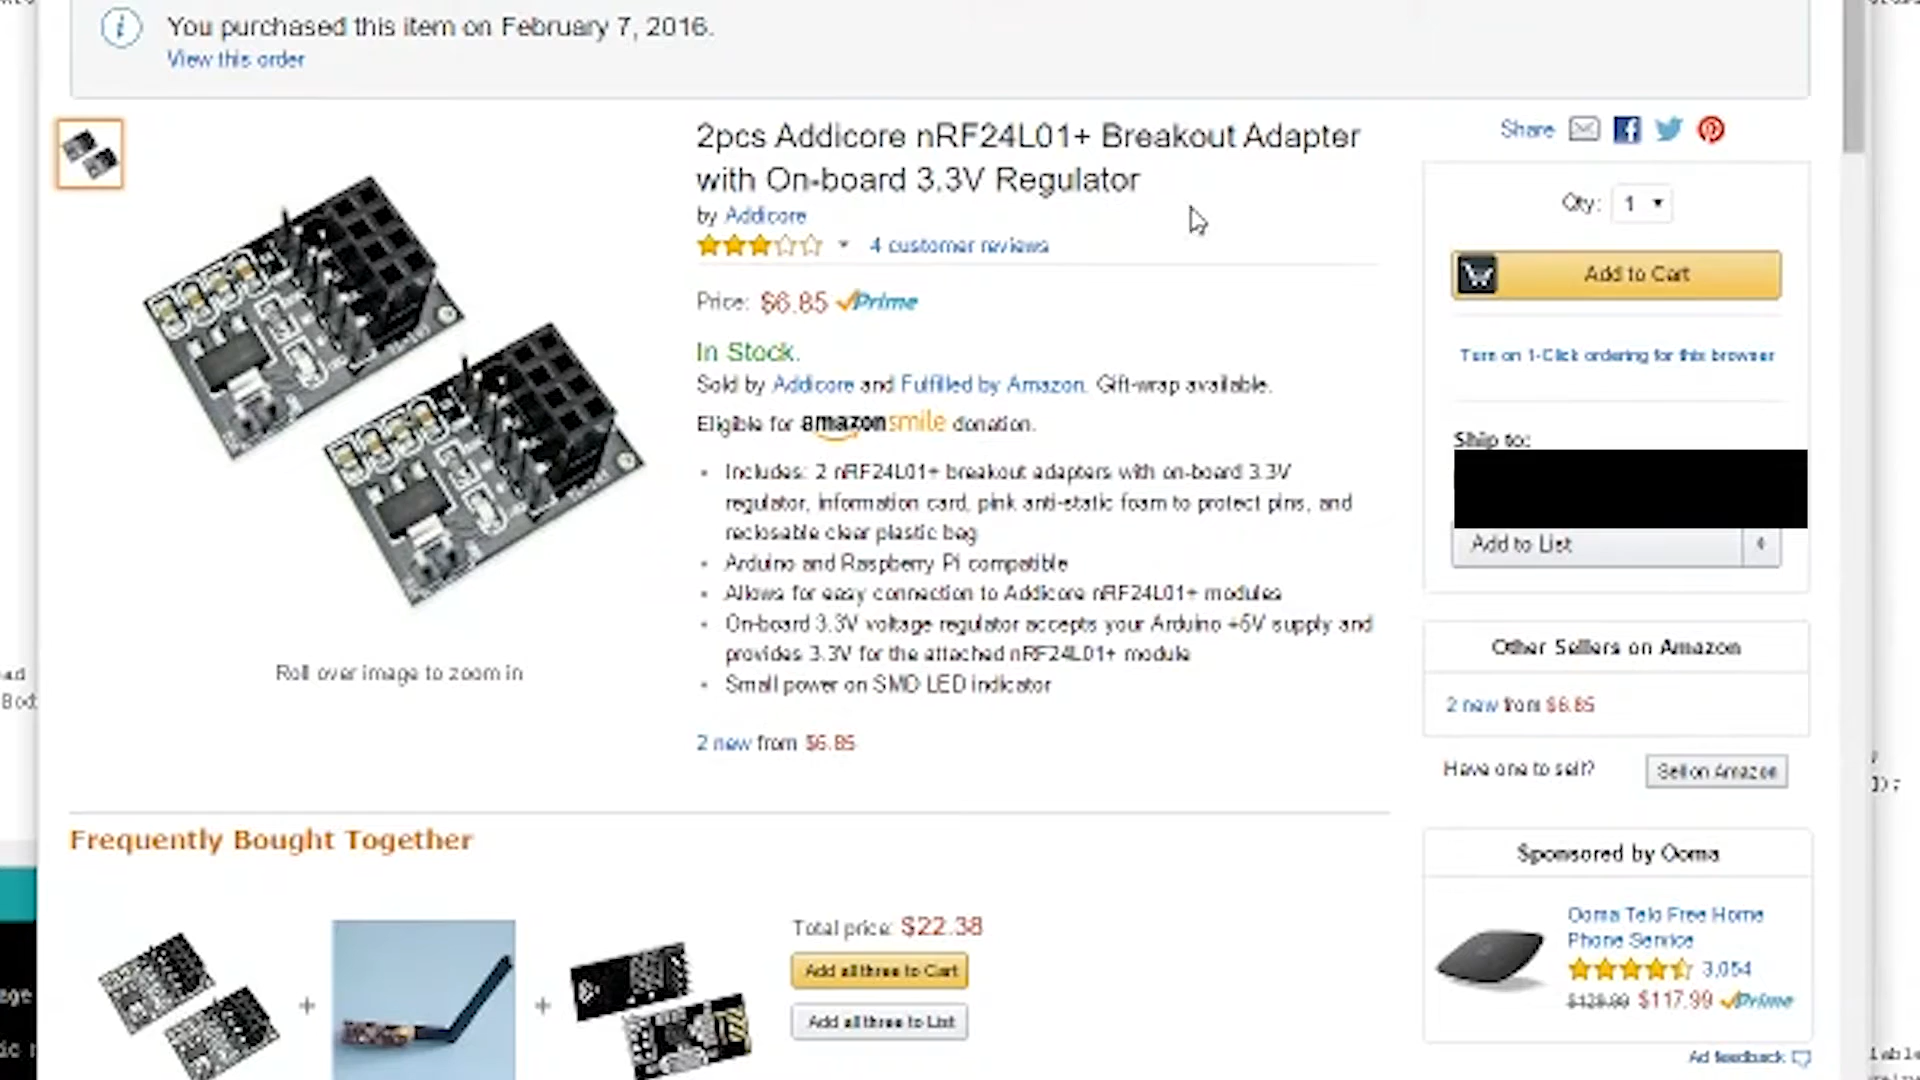 You purchased this item on February 7, 2016.
View this order
2pcs Addicore nRF24L01+ Breakout Adapter
with On-board 3.3V Regulator
by Addicore
4 customer reviews
Price: $6.85 Prime
In Stock.
Sold by Addicore and Fulfilled by Amazon. Gift-wrap available.
Eligible for amazonsmile donation.
Includes: 2 nRF24L01+ breakout adapters with on-board 3.3V
regulator, information card, pink anti-static foam to protect pins, and
reclosable clear plastic bag
Arduino and Raspberry Pi compatible
Allows for easy connection to Addicore nRF24L01+ modules
On-board 3.3V voltage regulator accepts your Arduino +5V supply and
provides 3.3V for the attached nRF24L01+ module
Small power on SMD LED indicator
2 new from $6.85
Roll over image to zoom in
Share
Qty: 1
Add to Cart
Turn on 1-Click ordering for this browser
Ship to:
Add to List
Other Sellers on Amazon
2 new from $6.85
Have one to sell?
Sell on Amazon
Frequently Bought Together
+
+
Total price: $22.38
Add all three to Cart
Add all three to List
Sponsored by Ooma
Ooma Telo Free Home
Phone Service
3,054
$129.99 $117.99 Prime
Ad feedback